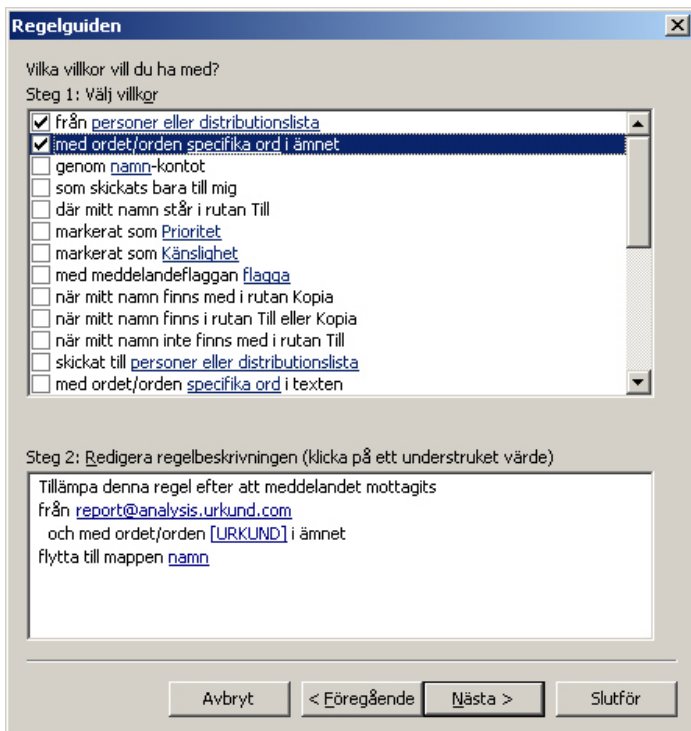 Regelguiden
Vilka villkor vill du ha med?
Steg 1: Välj villkor
från personer eller distributionslista
med ordet/orden specifika ord i ämnet
genom namn-kontot
som skickats bara till mig
där mitt namn står i rutan Till
markerat som Prioritet
markerat som Känslighet
med meddelandeflaggan flagga
när mitt namn finns med i rutan Kopia
när mitt namn finns i rutan Till eller Kopia
när mitt namn inte finns med i rutan Till
skickat till personer eller distributionslista
med ordet/orden specifika ord i texten
Steg 2: Redigera regelbeskrivningen (klicka på ett understruket värde)
Tillämpa denna regel efter att meddelandet mottagits
från report@analysis.urkund.com
och med ordet/orden [URKUND] i ämnet
flytta till mappen namn
Avbryt
< Föregående
Nästa >
Slutför